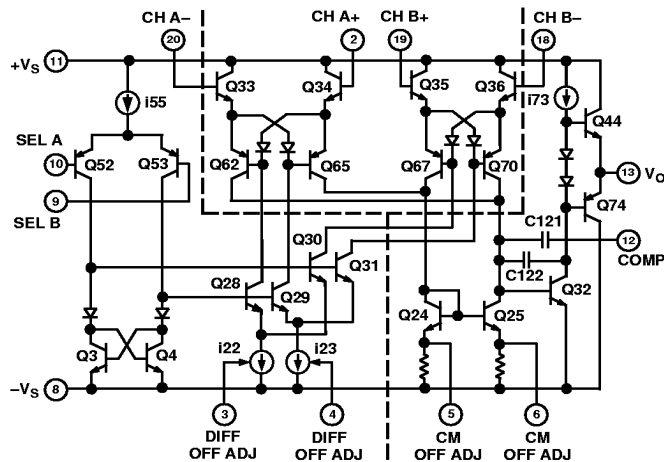 CH A– CH A+ CH B+ CH B–
20 2 19 18
+VS 11
Q33 Q34 Q35 Q36
i55 i73
Q44
SEL A
10 Q52 Q53 Q62 Q65 Q67 Q70
13 VO
9
SEL B
Q74
C121 12
COMP
C122
Q30
Q31
Q28 Q29
Q32
Q24 Q25
Q3 Q4
i22 i23
–VS 8
3 4 5 6
DIFF DIFF CM CM
OFF ADJ OFF ADJ OFF ADJ OFF ADJ